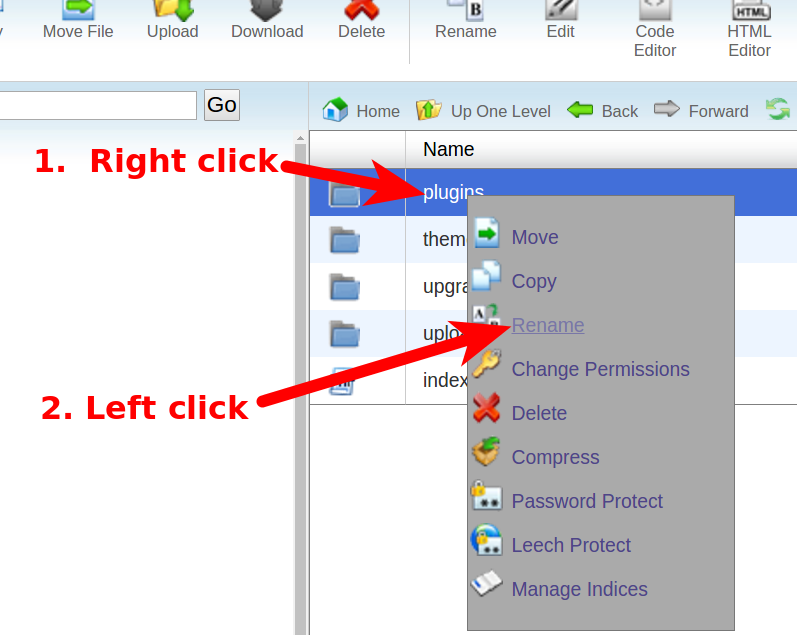 Move File Upload Download Delete Rename Edit Code Editor HTML Editor
Go
Home Up One Level Back Forward
Name
1. Right click
plugins
them
upgra
uplo
index
Move
Copy
Rename
Change Permissions
2. Left click
Delete
Compress
Password Protect
Leech Protect
Manage Indices